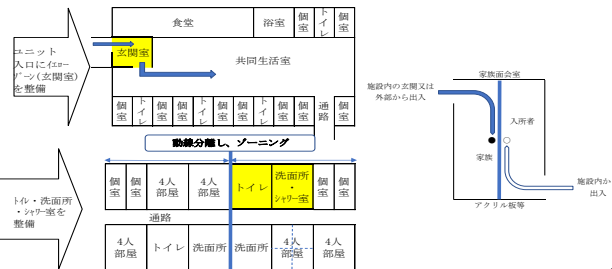 食堂
浴室
トイレ
個室
ユニット
入口にイエロー
ゾーン(玄関室)
を整備
玄関室
共同生活室
個室
トイレ
個室
トイレ
個室
個室
トイレ
個室
トイレ
個室
通路
個室
動線分離し、ゾーニング
トイレ・洗面所
・シャワー室を
整備
個室
個室
4人部屋
4人部屋
トイレ
洗面所・シャワー室
個室
個室
通路
4人部屋
トイレ
洗面所
洗面所
4人部屋
4人部屋
家族面会室
施設内の玄関又は
外部から出入
入所者
家族
施設内から
出入
アクリル板等